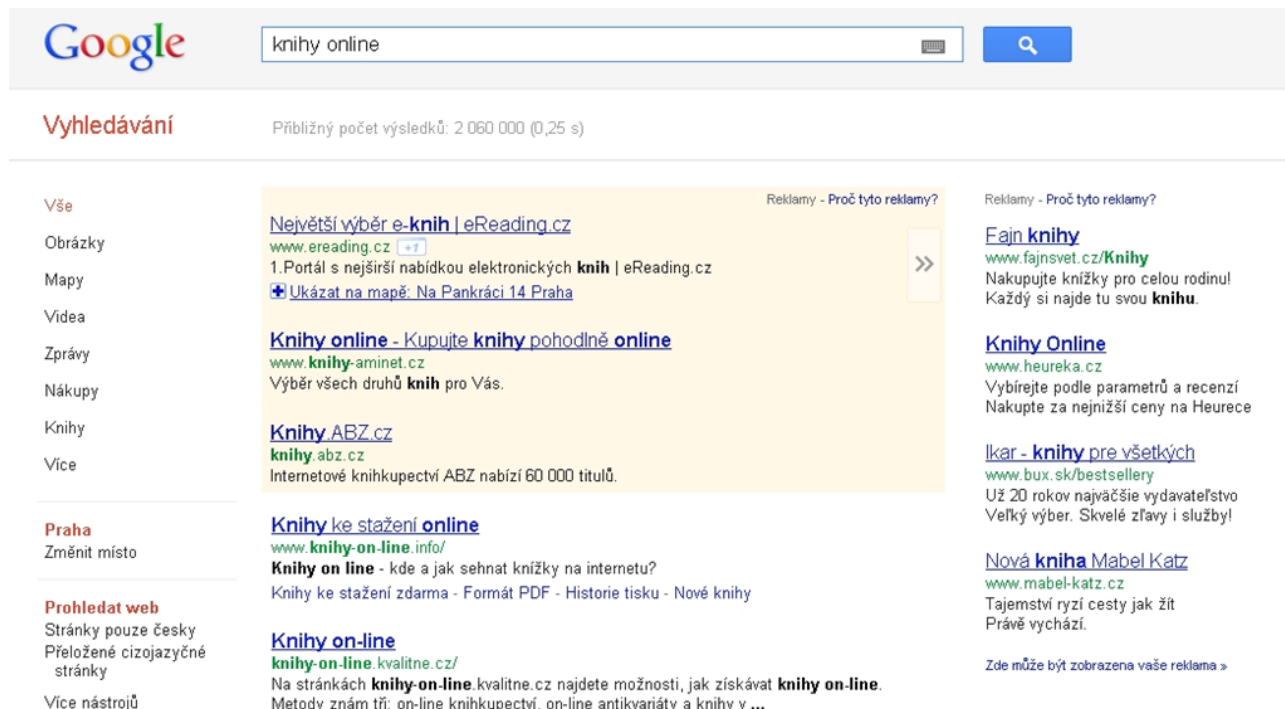 Google
knihy online
Vyhledávání
Přibližný počet výsledků: 2 060 000 (0,25 s)
Vše
Obrázky
Mapy
Videa
Zprávy
Nákupy
Knihy
Více
Praha
Změnit místo
Prohledat web
Stránky pouze česky
Přeložené cizojazyčné
stránky
Více nástrojů
Reklamy - Proč tyto reklamy?
Největší výběr e-knih | eReading.cz
www.ereading.cz +1
1.Portál s nejširší nabídkou elektronických knih | eReading.cz
Ukázat na mapě: Na Pankráci 14 Praha
»
Knihy online - Kupujte knihy pohodlně online
www.knihy-aminet.cz
Výběr všech druhů knih pro Vás.
Knihy.ABZ.cz
knihy.abz.cz
Internetové knihkupectví ABZ nabízí 60 000 titulů.
Knihy ke stažení online
www.knihy-on-line.info/
Knihy on line - kde a jak sehnat knížky na internetu?
Knihy ke stažení zdarma - Formát PDF - Historie tisku - Nové knihy
Knihy on-line
knihy-on-line.kvalitne.cz/
Na stránkách knihy-on-line.kvalitne.cz najdete možnosti, jak získávat knihy on-line.
Metody znám tři: on-line knihkupectví, on-line antikvariáty a knihy v ...
Reklamy - Proč tyto reklamy?
Fajn knihy
www.fajnsvet.cz/Knihy
Nakupujte knížky pro celou rodinu!
Každý si najde tu svou knihu.
Knihy Online
www.heureka.cz
Vybírejte podle parametrů a recenzí
Nakupte za nejnižší ceny na Heurece
Ikar - knihy pre všetkých
www.bux.sk/bestsellery
Už 20 rokov najväčšie vydavateľstvo
Veľký výber. Skvelé zľavy i služby!
Nová kniha Mabel Katz
www.mabel-katz.cz
Tajemství ryzí cesty jak žít
Právě vychází.
Zde může být zobrazena vaše reklama »